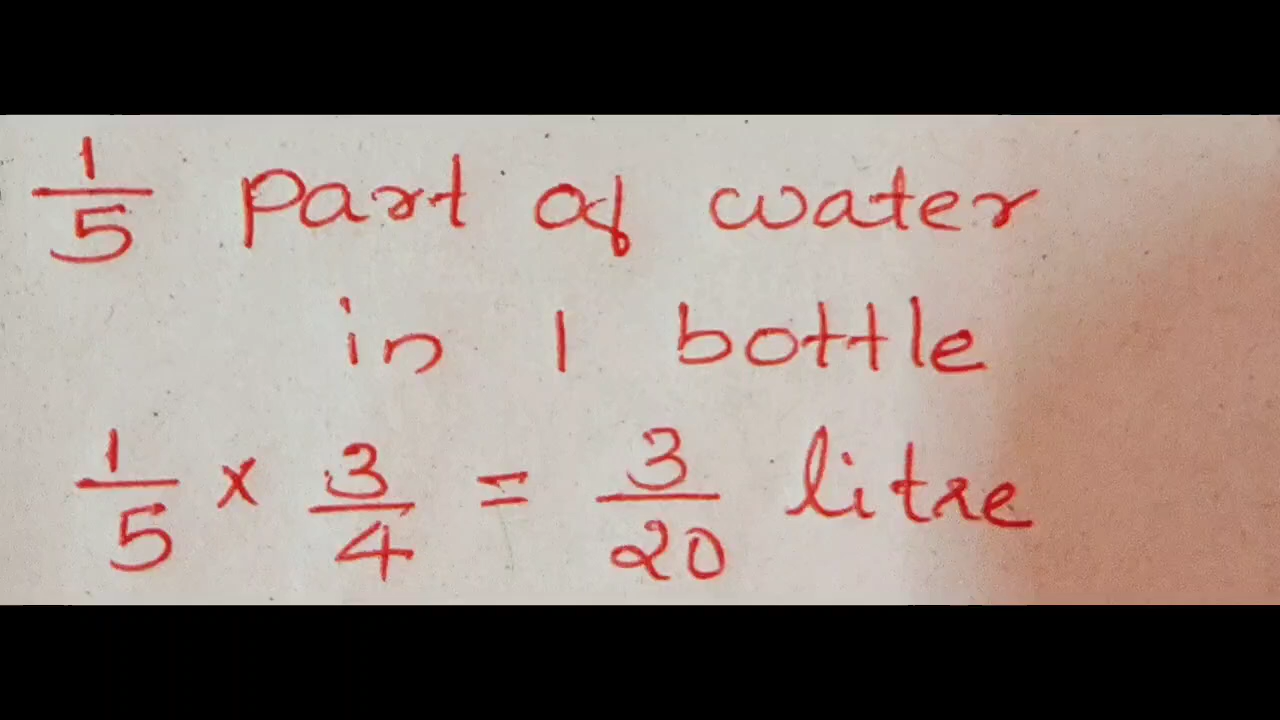 1/5 part of water
in 1 bottle
1/5 × 3/4 = 3/20 litre